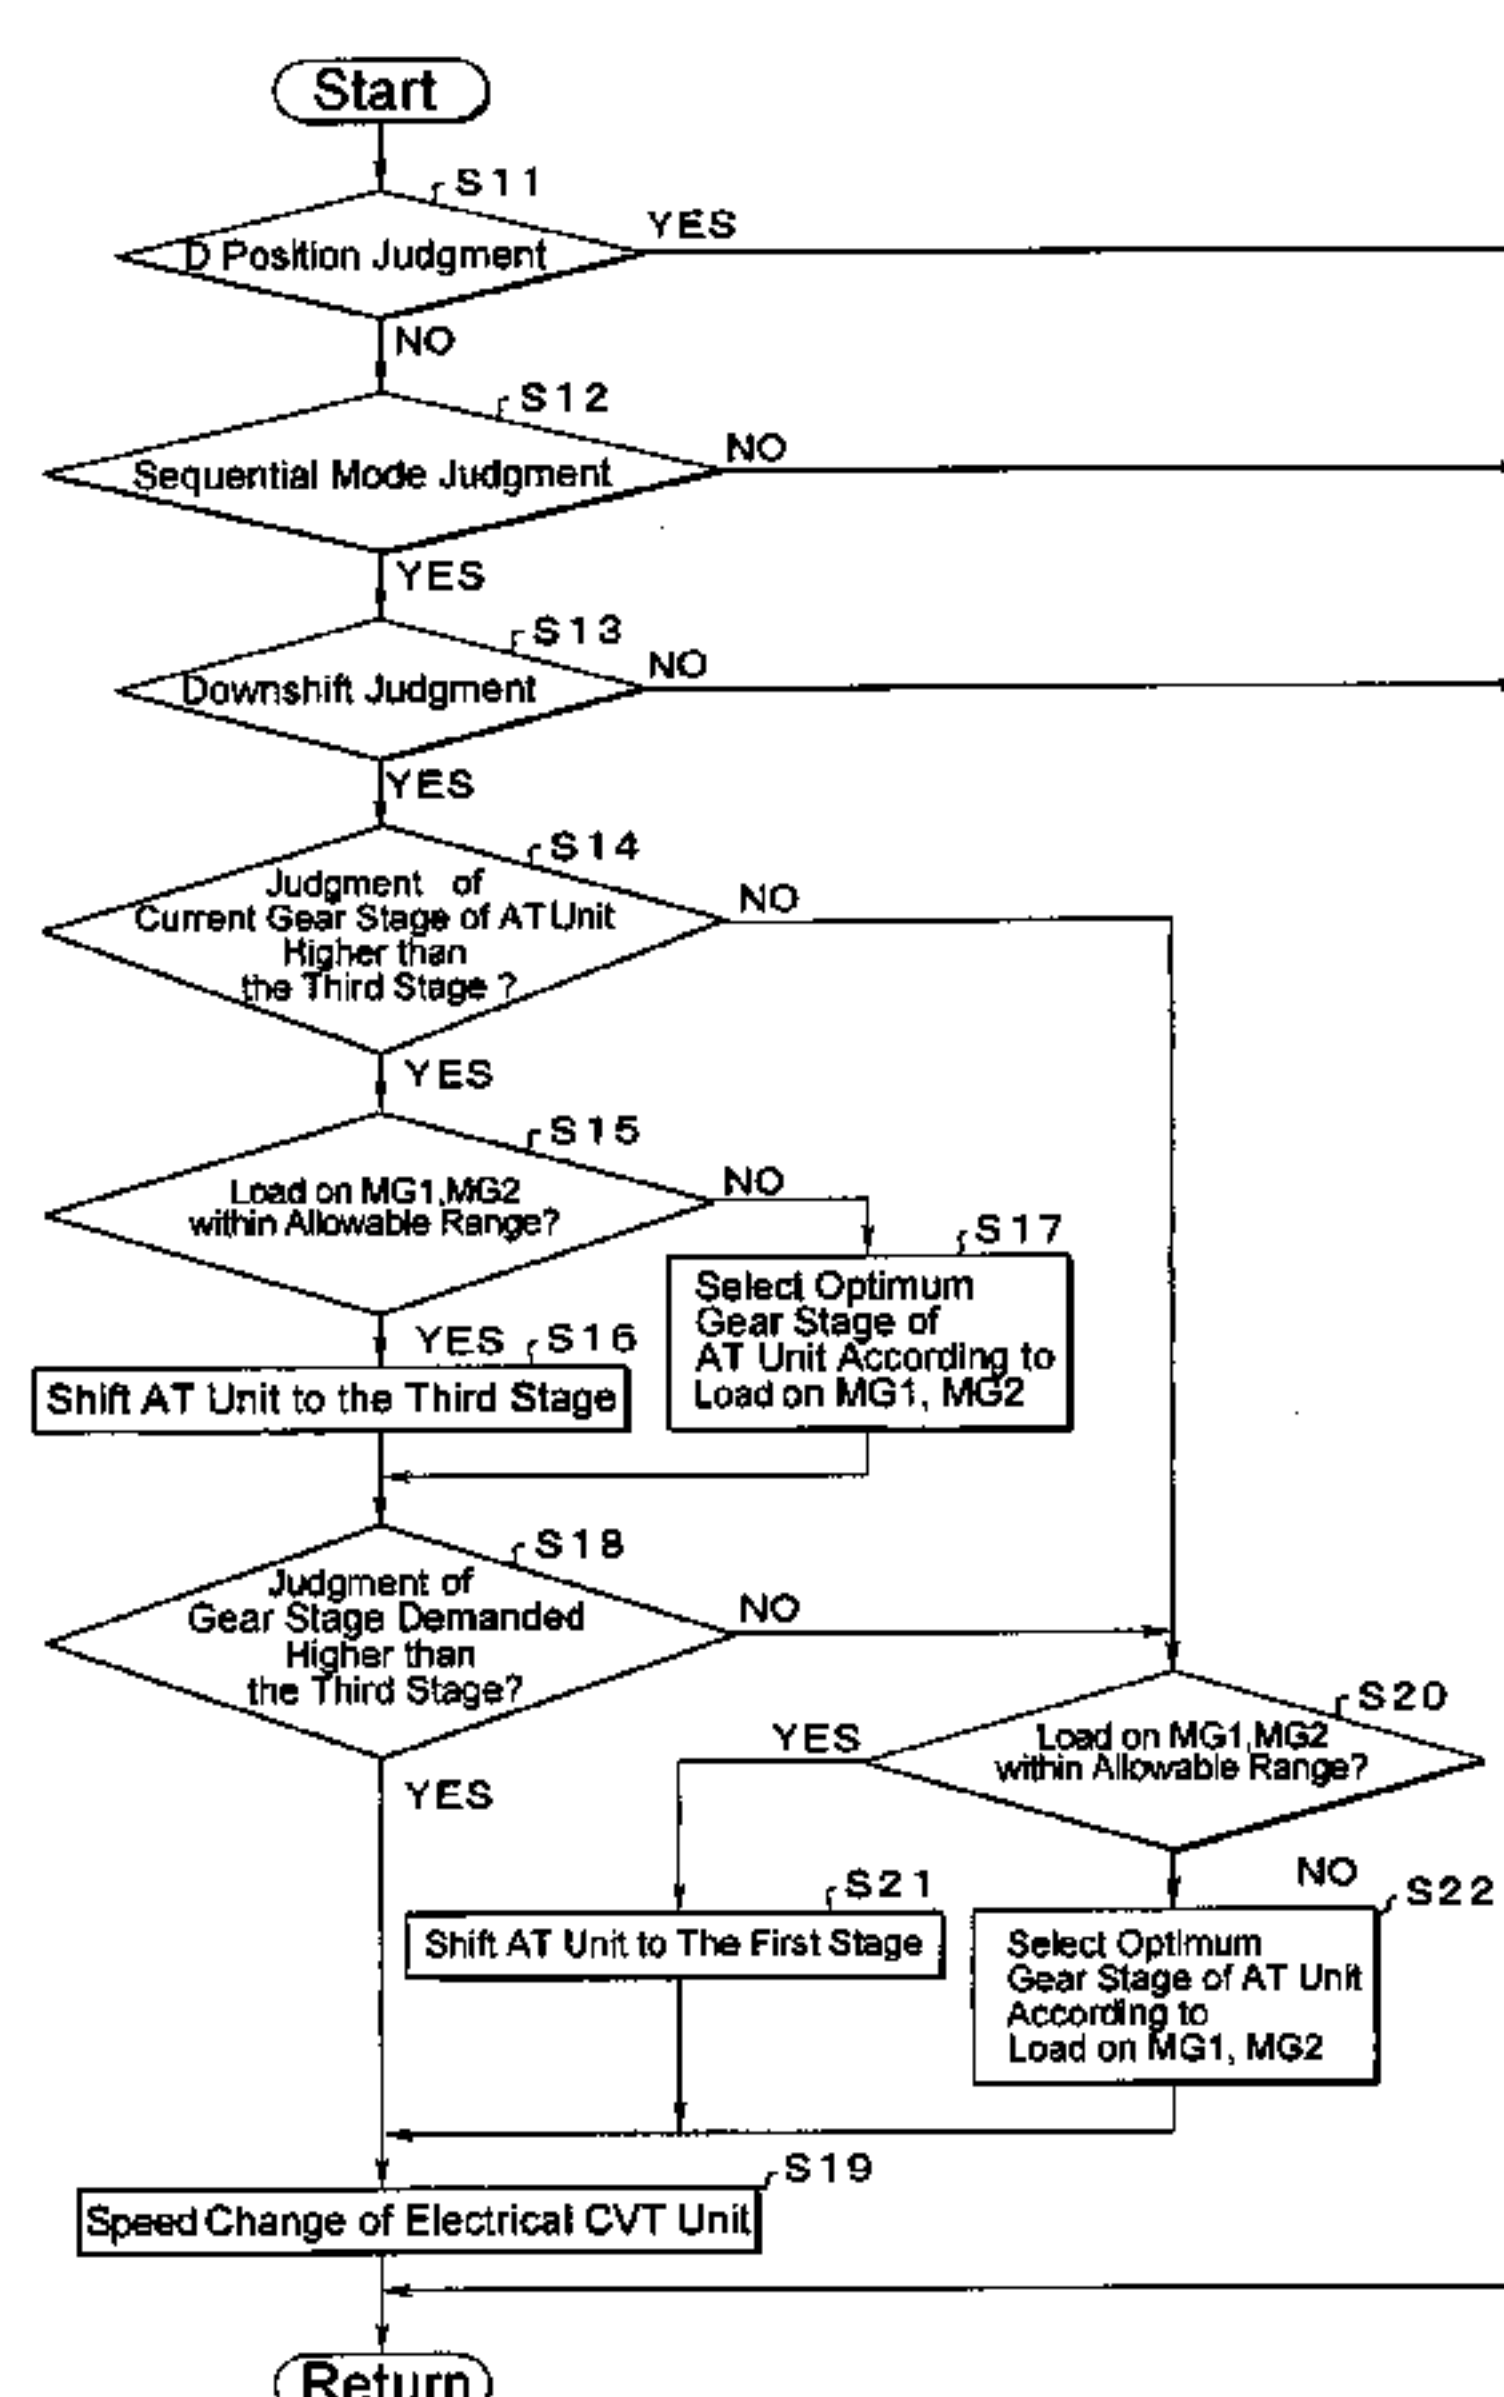 Start
S11
D Position Judgment
YES
NO
S12
Sequential Mode Judgment
NO
YES
S13
Downshift Judgment
NO
YES
S14
Judgment of
Current Gear Stage of AT Unit
Higher than
the Third Stage ?
NO
YES
S15
Load on MG1,MG2
within Allowable Range?
NO
YES
S16
Shift AT Unit to the Third Stage
S17
Select Optimum
Gear Stage of
AT Unit According to
Load on MG1, MG2
S18
Judgment of
Gear Stage Demanded
Higher than
the Third Stage?
NO
YES
S20
Load on MG1,MG2
within Allowable Range?
YES
NO
S21
Shift AT Unit to The First Stage
S22
Select Optimum
Gear Stage of AT Unit
According to
Load on MG1, MG2
S19
Speed Change of Electrical CVT Unit
Return